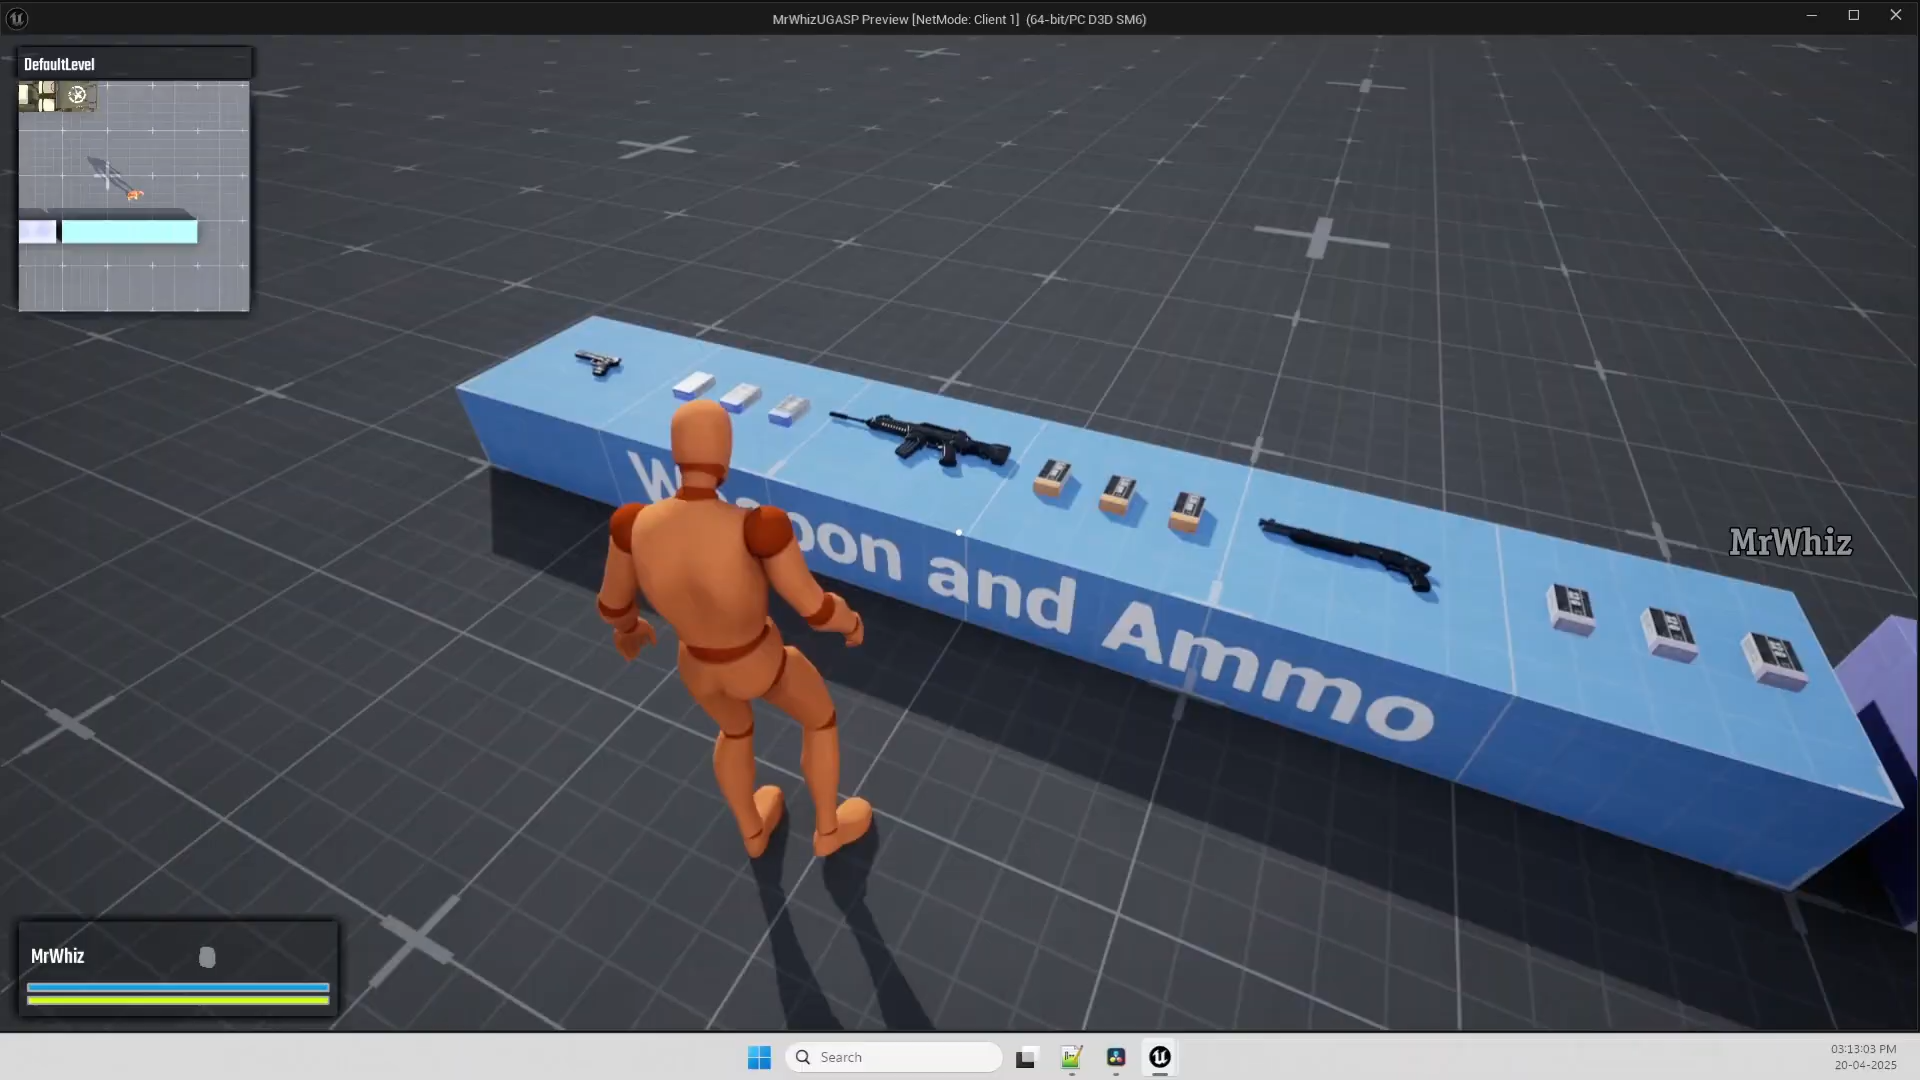 MrWhizUGASP Preview [NetMode: Client 1] (64-bit/PC D3D SM6)
DefaultLevel
and Ammo
MrWhiz
MrWhiz
Search
03:13:03 PM
20-04-2025